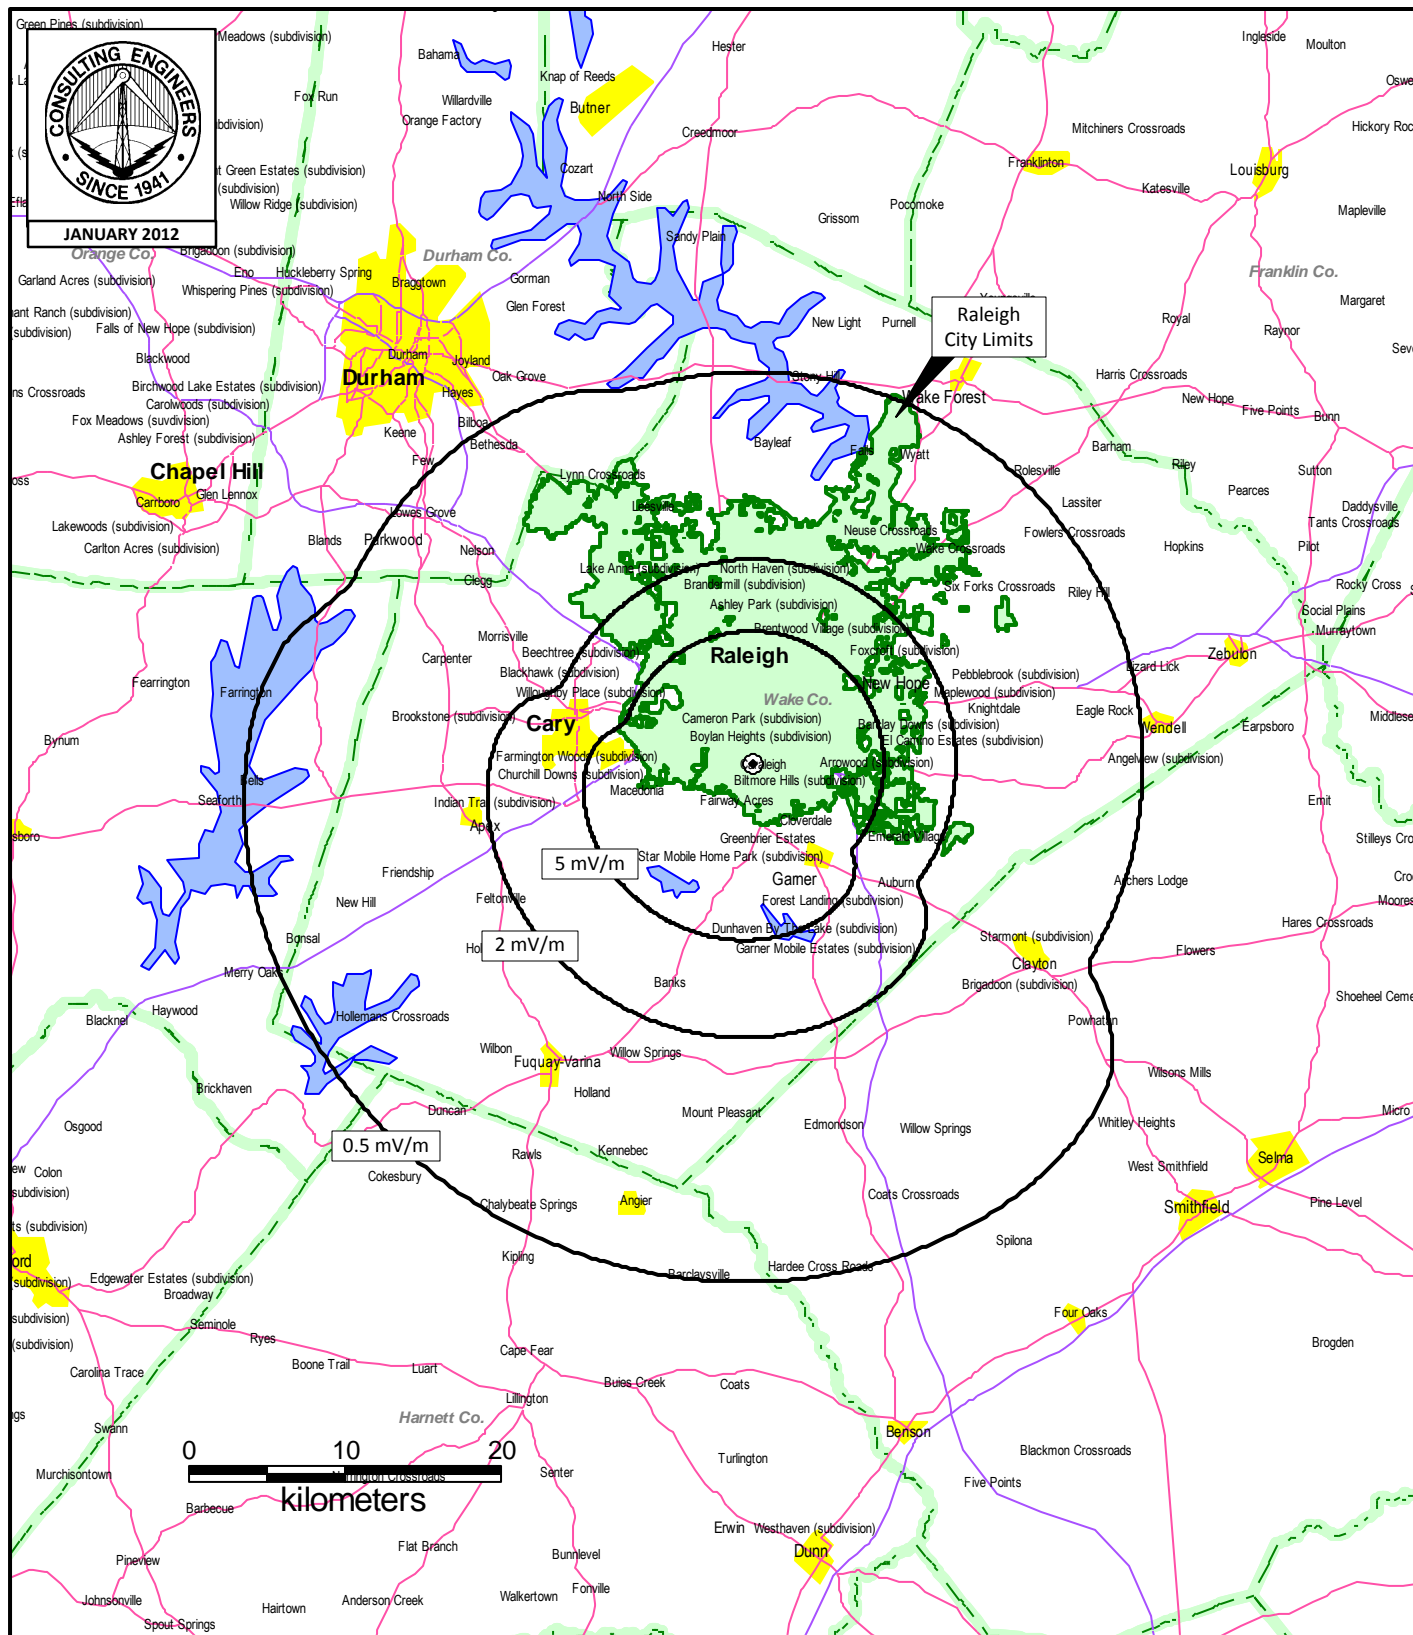 Green Pines (subdivision)
Meadows (subdivision)
CONSULTING ENGINEERS
SINCE 1941
JANUARY 2012
Bahama
Hester
Ingleside
Moulton
Knap of Reeds
Fox Run
Willardville
Butner
Orange Factory
Creedmoor
Mitchiners Crossroads
Franklinton
Louisburg
Cozart
Green Estates (subdivision)
(subdivision)
Katesville
North Side
Willow Ridge (subdivision)
Pocomoke
Grissom
Mapleville
Sandy Plain
Orange Co.
Brigadoon (subdivision)
Durham Co.
Franklin Co.
Eno
Huckleberry Spring
Garland Acres (subdivision)
Braggtown
Gorman
Whispering Pines (subdivision)
Margaret
Glen Forest
Raleigh
City Limits
Royal
New Light
Purnell
Raynor
Falls of New Hope (subdivision)
(subdivision)
Blackwood
Durham
Joyland
Durham
Oak Grove
Stony Hill
Harris Crossroads
Birchwood Lake Estates (subdivision)
Hayes
Wake Forest
New Hope
Carolwoods (subdivision)
Five Points
Bunn
Fox Meadows (suvdivision)
Bilboa
Ashley Forest (subdivision)
Keene
Bethesda
Bayleaf
Falls
Wyatt
Barham
Few
Riley
Chapel Hill
Lynn Crossroads
Rolesville
Sutton
Carrboro
Glen Lennox
Pearces
Leesville
Lassiter
Daddysville
Lowes Grove
Tants Crossroads
Lakewoods (subdivision)
Neuse Crossroads
Fowlers Crossroads
Carlton Acres (subdivision)
Blands
Parkwood
Nelson
Wake Crossroads
Hopkins
Pilot
Lake Anne (subdivision)
North Haven (subdivision)
Clegg
Brandermill (subdivision)
Six Forks Crossroads
Riley Hill
Rocky Cross
Ashley Park (subdivision)
Social Plains
Brentwood Village (subdivision)
Murraytown
Morrisville
Beechtree (subdivision)
Foxcroft (subdivision)
Zebulon
Carpenter
Raleigh
Blackhawk (subdivision)
Lizard Lick
Pebblebrook (subdivision)
Fearrington
Farrington
Willoughby Place (subdivision)
New Hope
Maplewood (subdivision)
Wake Co.
Knightdale
Eagle Rock
Brookstone (subdivision)
Cary
Cameron Park (subdivision)
Barclay Downs (subdivision)
Wendell
Earpsboro
Bynum
Boylan Heights (subdivision)
El Camino Estates (subdivision)
Farmington Woods (subdivision)
Caraleigh
Arrowood (subdivision)
Angelview (subdivision)
Bells
Churchill Downs (subdivision)
Biltmore Hills (subdivision)
Macedonia
Seaforth
Indian Trail (subdivision)
Fairway Acres
Emit
Apex
Cloverdale
Greenbrier Estates
Emerald Village
Stilleys Cro
5 mV/m
Star Mobile Home Park (subdivision)
Friendship
Garner
Auburn
Archers Lodge
New Hill
Feltonville
Forest Landing (subdivision)
Hares Crossroads
Dunhaven By The Lake (subdivision)
Bonsal
2 mV/m
Garner Mobile Estates (subdivision)
Starmont (subdivision)
Flowers
Clayton
Merry Oaks
Banks
Brigadoon (subdivision)
Haywood
Blacknel
Hollemans Crossroads
Powhatan
Shoeheel Ceme
Wilbon
Willow Springs
Fuquay-Varina
Wilsons Mills
Brickhaven
Holland
Duncan
Mount Pleasant
Edmondson
Micro
Osgood
Willow Springs
Whitley Heights
0.5 mV/m
Rawls
Kennebec
Selma
Colon
Cokesbury
West Smithfield
(subdivision)
Chalybeate Springs
Angier
Coats Crossroads
Smithfield
Pine Level
Spilona
Kipling
Barclaysville
Hardee Cross Roads
Edgewater Estates (subdivision)
Broadway
Four Oaks
Seminole
Ryes
Brogden
Cape Fear
Carolina Trace
Boone Trail
Luart
Buies Creek
Coats
Lillington
Harnett Co.
Swann
Benson
0 10 20
Blackmon Crossroads
Turlington
Murchisontown
Senter
Five Points
kilometers
Barbecue
Erwin
Westhaven (subdivision)
Flat Branch
Dunn
Pineview
Bunnlevel
Johnsonville
Hairtown
Anderson Creek
Walkertown
Fonville
Spout Springs